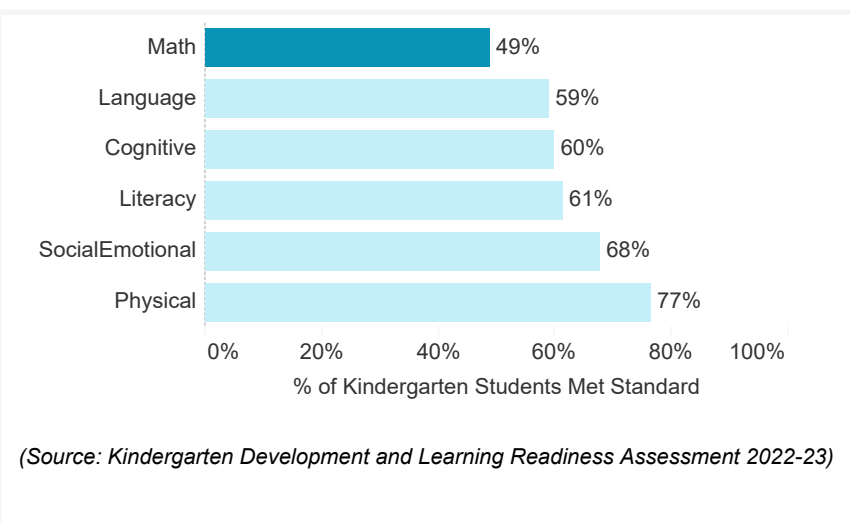 Math 49%
Language 59%
Cognitive 60%
Literacy 61%
SocialEmotional 68%
Physical 77%
0% 20% 40% 60% 80% 100%
% of Kindergarten Students Met Standard
(Source: Kindergarten Development and Learning Readiness Assessment 2022-23)